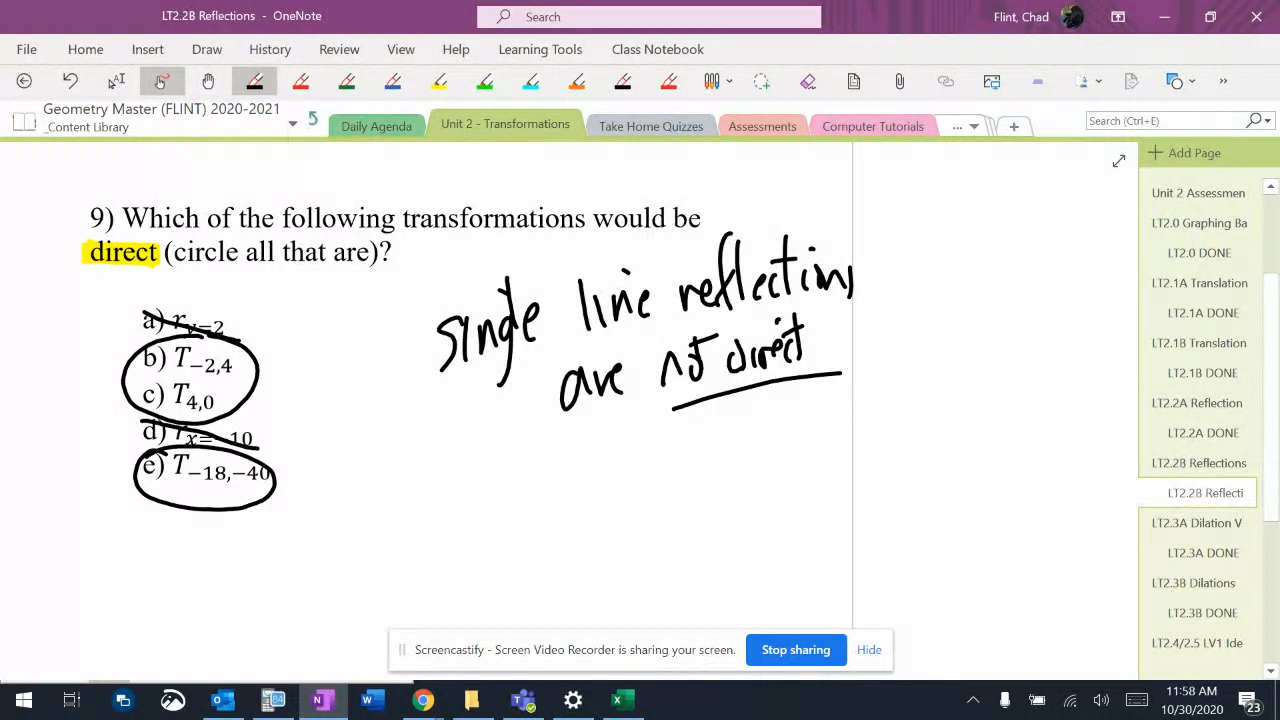 LT2.2B Reflections - OneNote
Search
Flint, Chad
File Home Insert Draw History Review View Help Learning Tools Class Notebook
Geometry Master (FLINT) 2020-2021
_Content Library
Daily Agenda
Unit 2 - Transformations
Take Home Quizzes
Assessments
Computer Tutorials
...
Search (Ctrl+E)
Add Page
9) Which of the following transformations would be
direct (circle all that are)?
a) r_{y=2}
b) T_{−2,4}
c) T_{4,0}
d) r_{x=−10}
e) T_{−18,−40}
single line reflections
are not direct
Unit 2 Assessmen
LT2.0 Graphing Ba
LT2.0 DONE
LT2.1A Translation
LT2.1A DONE
LT2.1B Translation
LT2.1B DONE
LT2.2A Reflection
LT2.2A DONE
LT2.2B Reflections
LT2.2B Reflecti
LT2.3A Dilation V
LT2.3A DONE
LT2.3B Dilations
LT2.3B DONE
LT2.4/2.5 LV1 Ide
Screencastify - Screen Video Recorder is sharing your screen.
Stop sharing
Hide
11:58 AM
10/30/2020
23